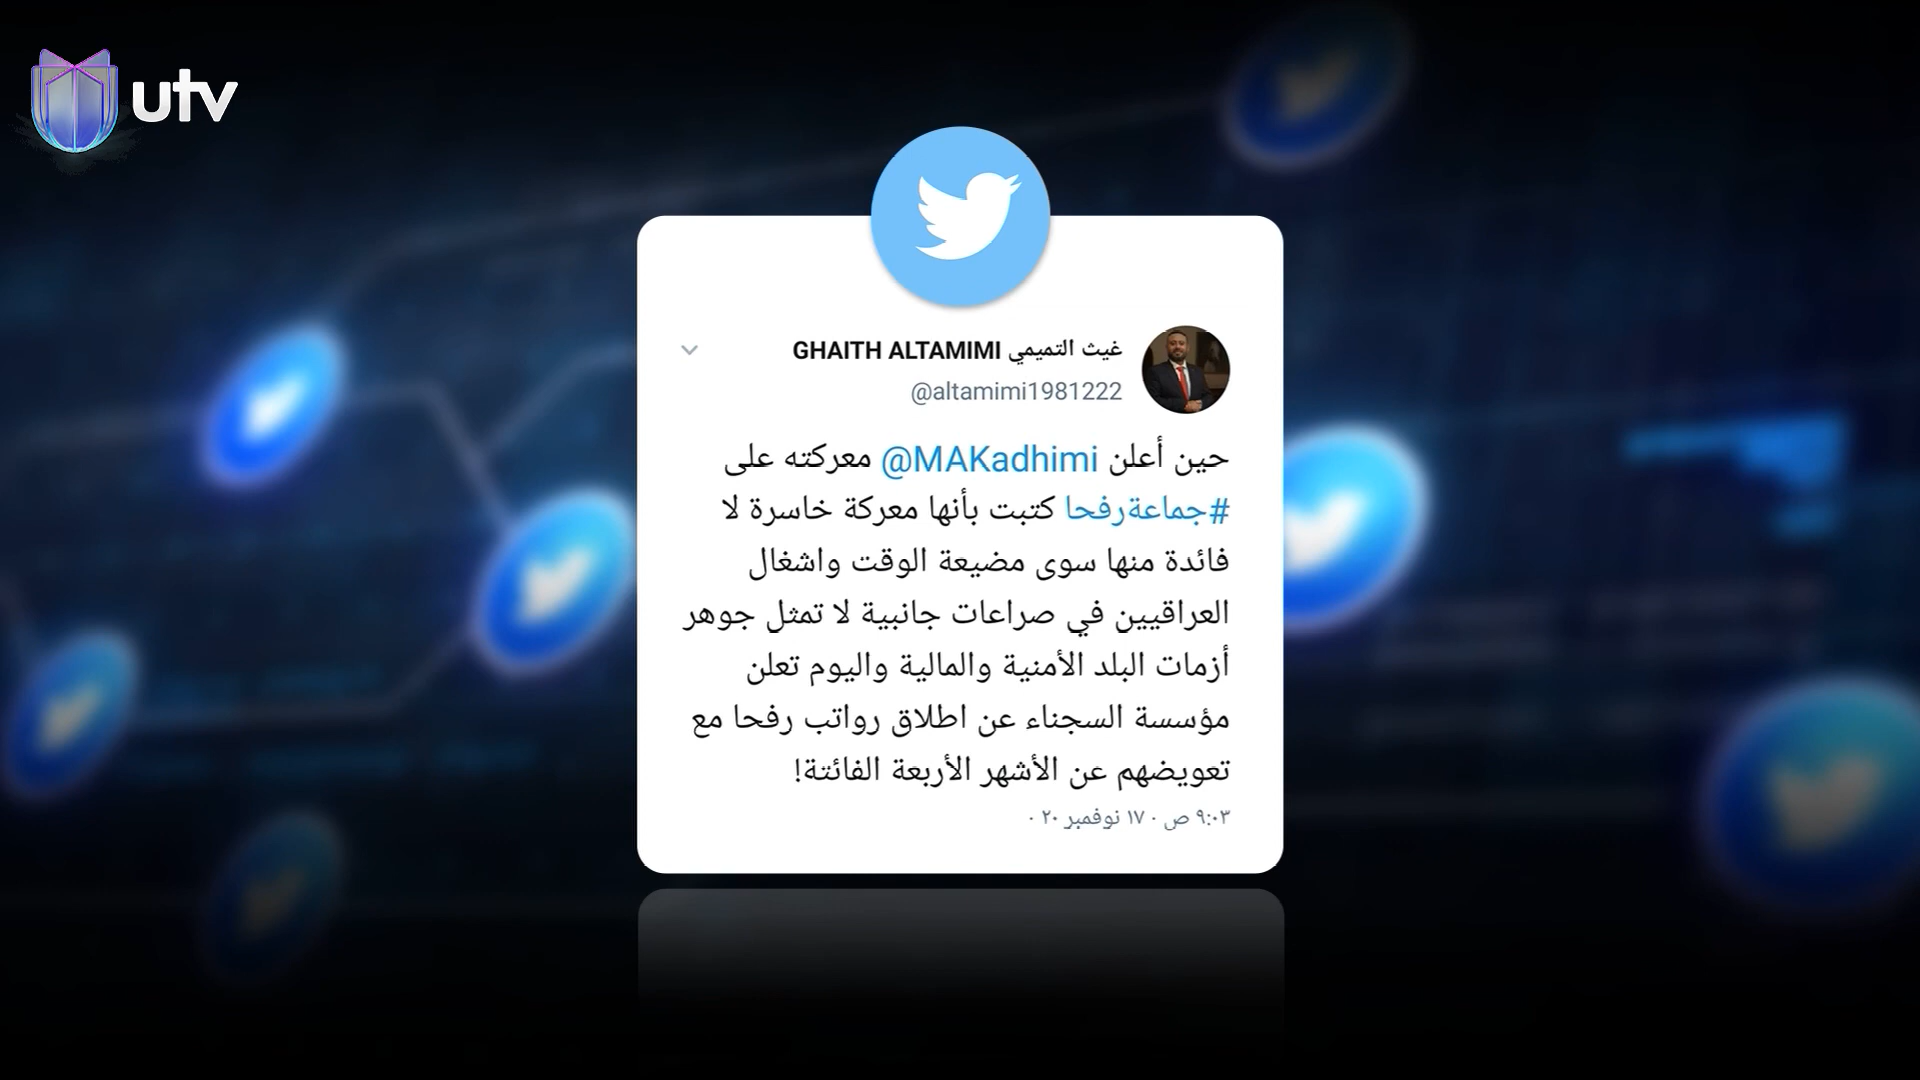 utv
غيث التميمي GHAITH ALTAMIMI
@altamimi1981222
حين أعلن @MAKadhimi معركته على
#جماعةرفحا كتبت بأنها معركة خاسرة لا
فائدة منها سوى مضيعة الوقت واشغال
العراقيين في صراعات جانبية لا تمثل جوهر
أزمات البلد الأمنية والمالية واليوم تعلن
مؤسسة السجناء عن اطلاق رواتب رفحا مع
تعويضهم عن الأشهر الأربعة الفائتة!
٩:٠٣ ص · ١٧ نوفمبر ٢٠ ·